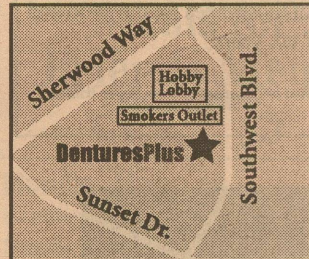 Sherwood Way
Hobby
Lobby
Smokers Outlet
DenturesPlus
Southwest Blvd.
Sunset Dr.